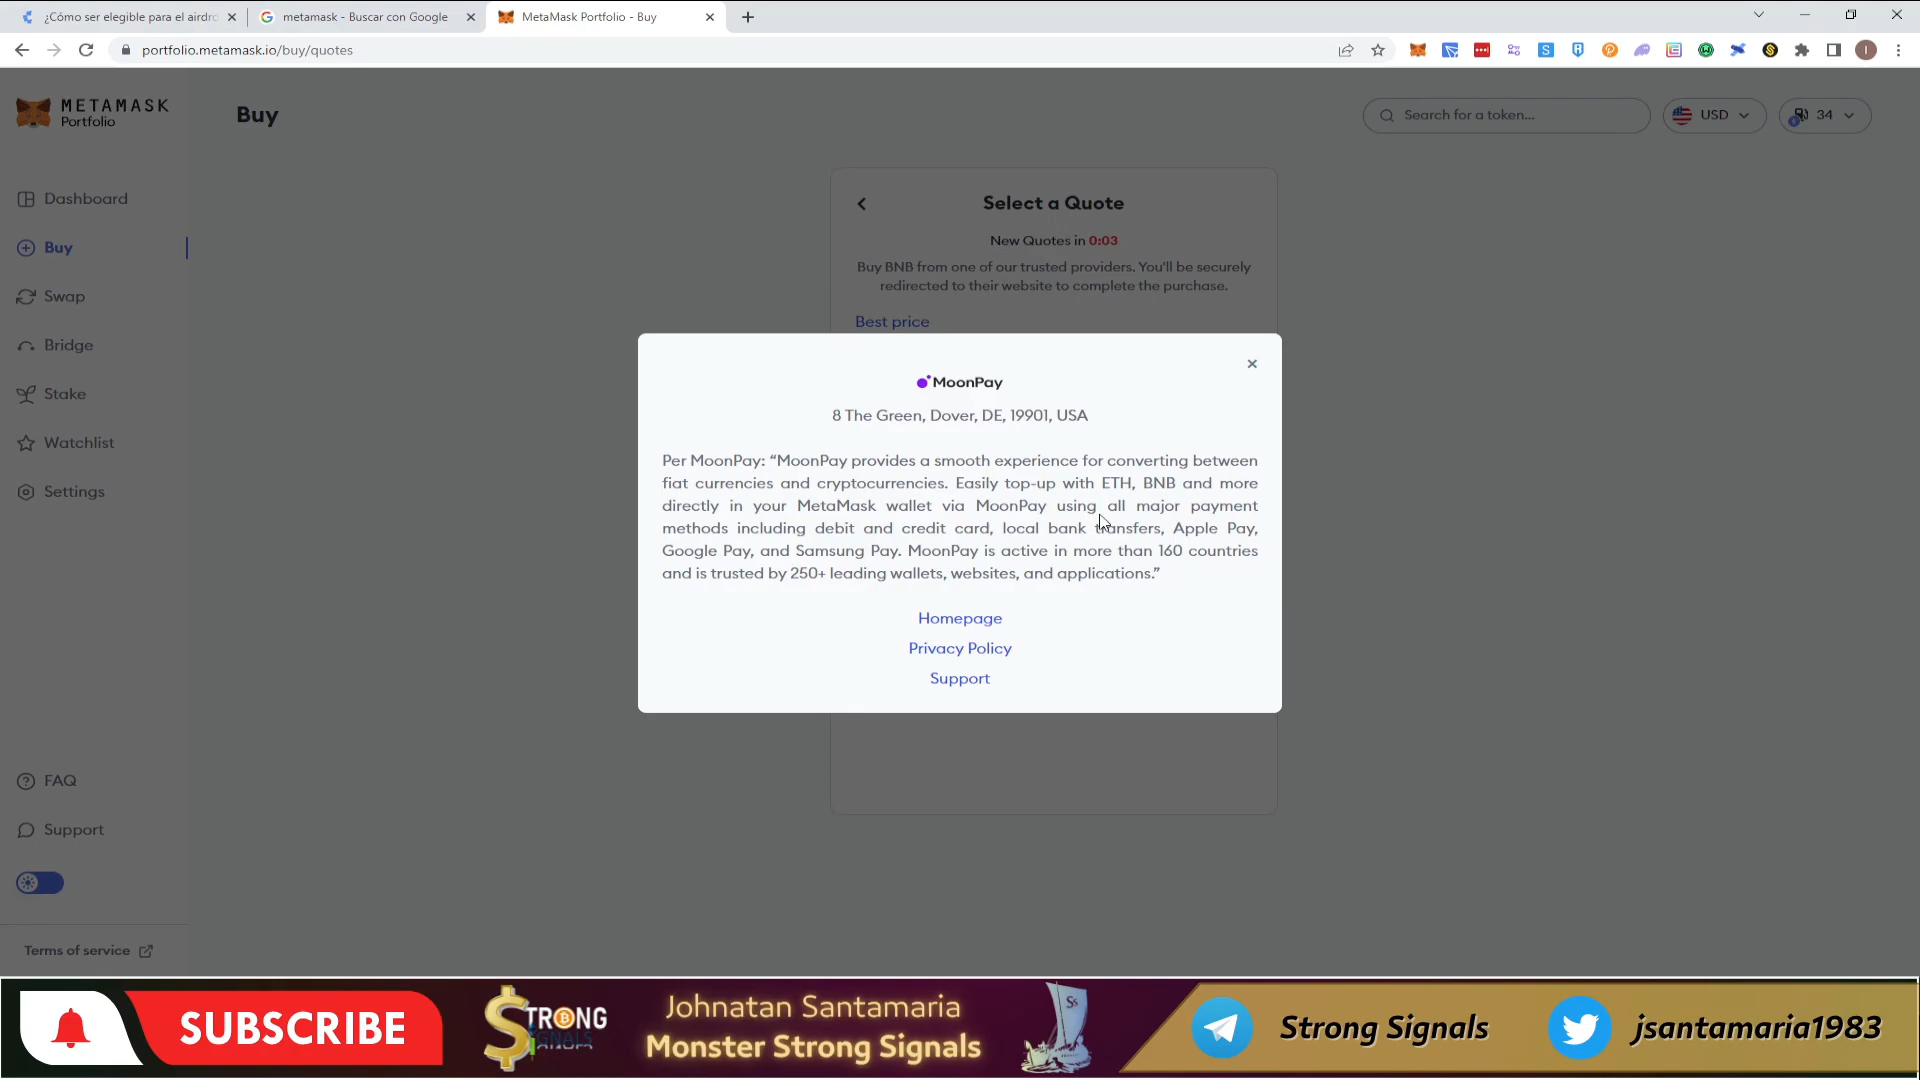 ¿Cómo ser elegible para el airdro
metamask - Buscar con Google
MetaMask Portfolio - Buy
portfolio.metamask.io/buy/quotes
METAMASK
Portfolio
Buy
Search for a token...
USD
34
Dashboard
Buy
Swap
Bridge
Stake
Watchlist
Settings
FAQ
Support
Terms of service
Select a Quote
New Quotes in 0:03
Buy BNB from one of our trusted providers. You'll be securely
redirected to their website to complete the purchase.
Best price
MoonPay
8 The Green, Dover, DE, 19901, USA
Per MoonPay: “MoonPay provides a smooth experience for converting between
fiat currencies and cryptocurrencies. Easily top-up with ETH, BNB and more
directly in your MetaMask wallet via MoonPay using all major payment
methods including debit and credit card, local bank transfers, Apple Pay,
Google Pay, and Samsung Pay. MoonPay is active in more than 160 countries
and is trusted by 250+ leading wallets, websites, and applications.”
Homepage
Privacy Policy
Support
SUBSCRIBE
STRONG
SIGNALS
Johnatan Santamaria
Monster Strong Signals
Ss
Strong Signals
jsantamaria1983